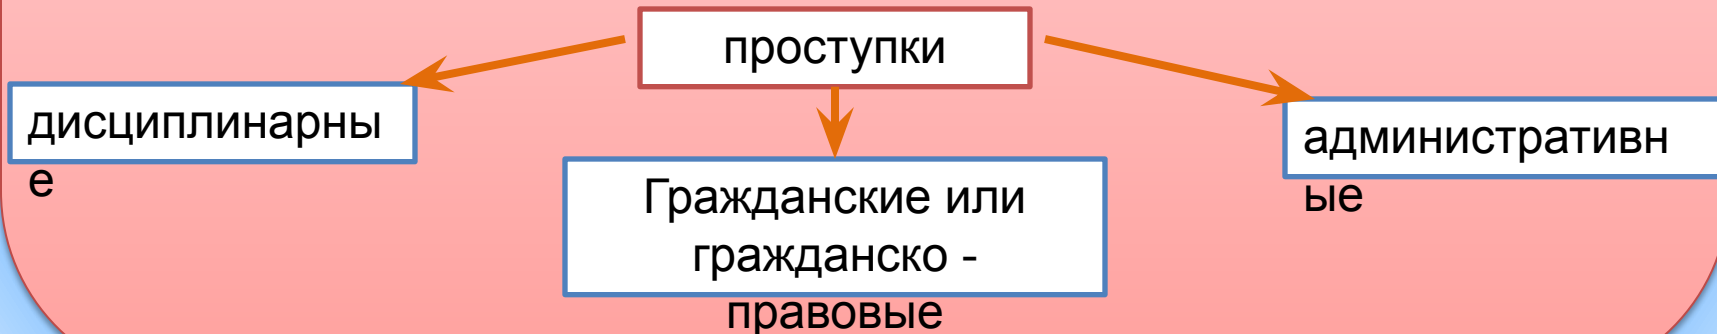 проступки
дисциплинарны
е
Гражданские или
гражданско -
правовые
административн
ые